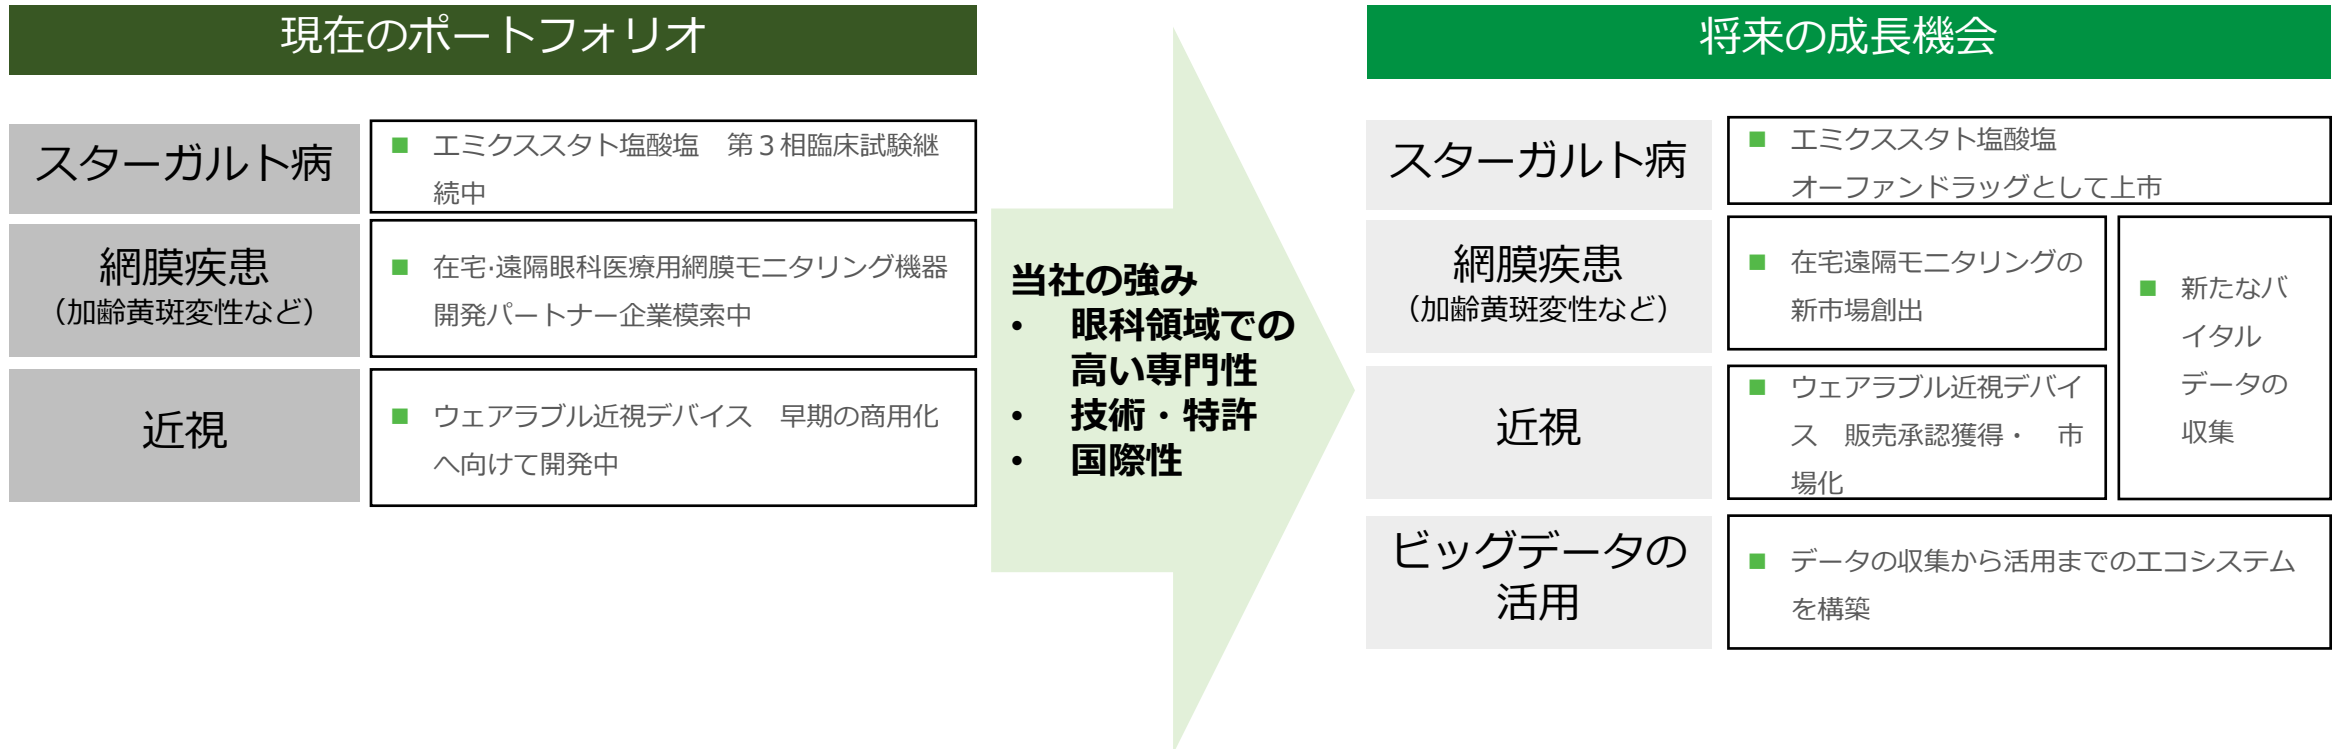 現在のポートフォリオ
スターガルト病
■ エミクススタト塩酸塩　第３相臨床試験継
続中
網膜疾患
（加齢黄斑変性など）
■ 在宅･遠隔眼科医療用網膜モニタリング機器
開発パートナー企業模索中
近視
■ ウェアラブル近視デバイス　早期の商用化
へ向けて開発中
当社の強み
• 眼科領域での
高い専門性
• 技術・特許
• 国際性
将来の成長機会
スターガルト病
■ エミクススタト塩酸塩
オーファンドラッグとして上市
網膜疾患
（加齢黄斑変性など）
■ 在宅遠隔モニタリングの
新市場創出
近視
■ ウェアラブル近視デバイ
ス　販売承認獲得・　市
場化
■ 新たなバ
イタル
データの
収集
ビッグデータの
活用
■ データの収集から活用までのエコシステム
を構築